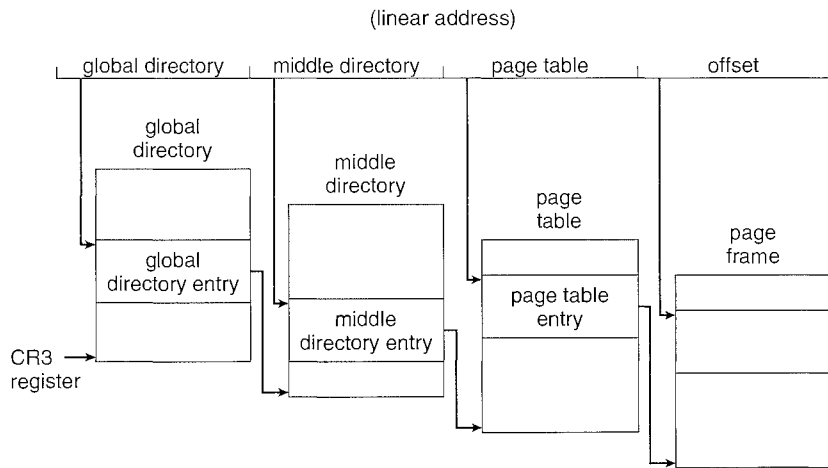 (linear address)
global directory
middle directory
page table
offset
global
directory
global
directory entry
CR3
register
middle
directory
middle
directory entry
page
table
page table
entry
page
frame